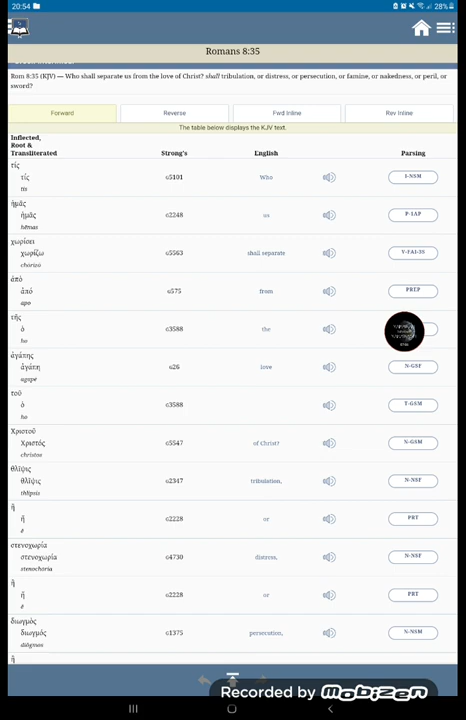 20:54
28%
Romans 8:35
Rom 8:35 (KJV) — Who shall separate us from the love of Christ? shall tribulation, or distress, or persecution, or famine, or nakedness, or peril, or
sword?
Forward Reverse Fwd Inline Rev Inline
The table below displays the KJV text.
Inflected,
Root &
Transliterated Strong's English Parsing
τίς
τίς G5101 Who I-NSM
tis
ἡμᾶς
ἡμᾶς G2248 us P-1AP
hēmas
χωρίσει
χωρίζω G5563 shall separate V-FAI-3S
chōrizō
ἀπὸ
ἀπό G575 from PREP
apo
τῆς
ὁ G3588 the
ho
ἀγάπης
ἀγάπη G26 love N-GSF
agapē
τοῦ
ὁ G3588 T-GSM
ho
Χριστοῦ
Χριστός G5547 of Christ? N-GSM
christos
θλῖψις
θλῖψις G2347 tribulation, N-NSF
thlipsis
ἢ
ἤ G2228 or PRT
ē
στενοχωρία
στενοχωρία G4730 distress, N-NSF
stenochōria
ἢ
ἤ G2228 or PRT
ē
διωγμὸς
διωγμός G1375 persecution, N-NSM
diōgmos
ἢ
Recorded by Mobizen